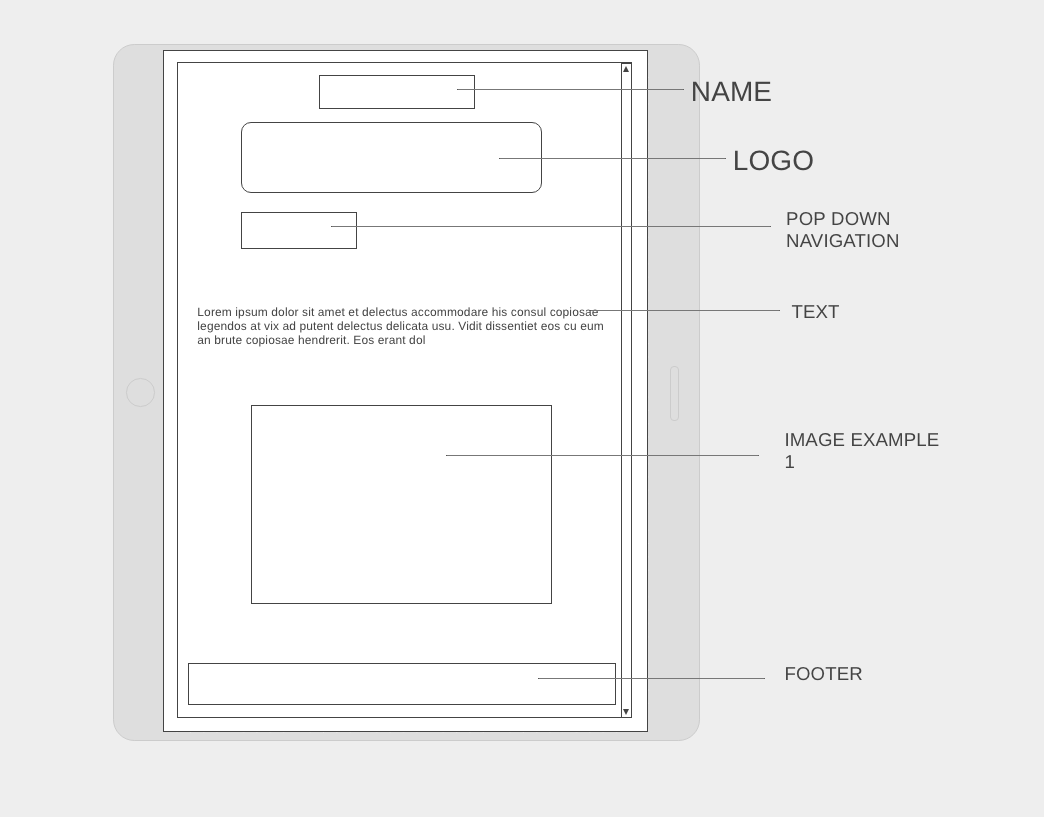 NAME
LOGO
POP DOWN
NAVIGATION
Lorem ipsum dolor sit amet et delectus accommodare his consul copiosae
legendos at vix ad putent delectus delicata usu. Vidit dissentiet eos cu eum
an brute copiosae hendrerit. Eos erant dol
TEXT
IMAGE EXAMPLE
1
FOOTER